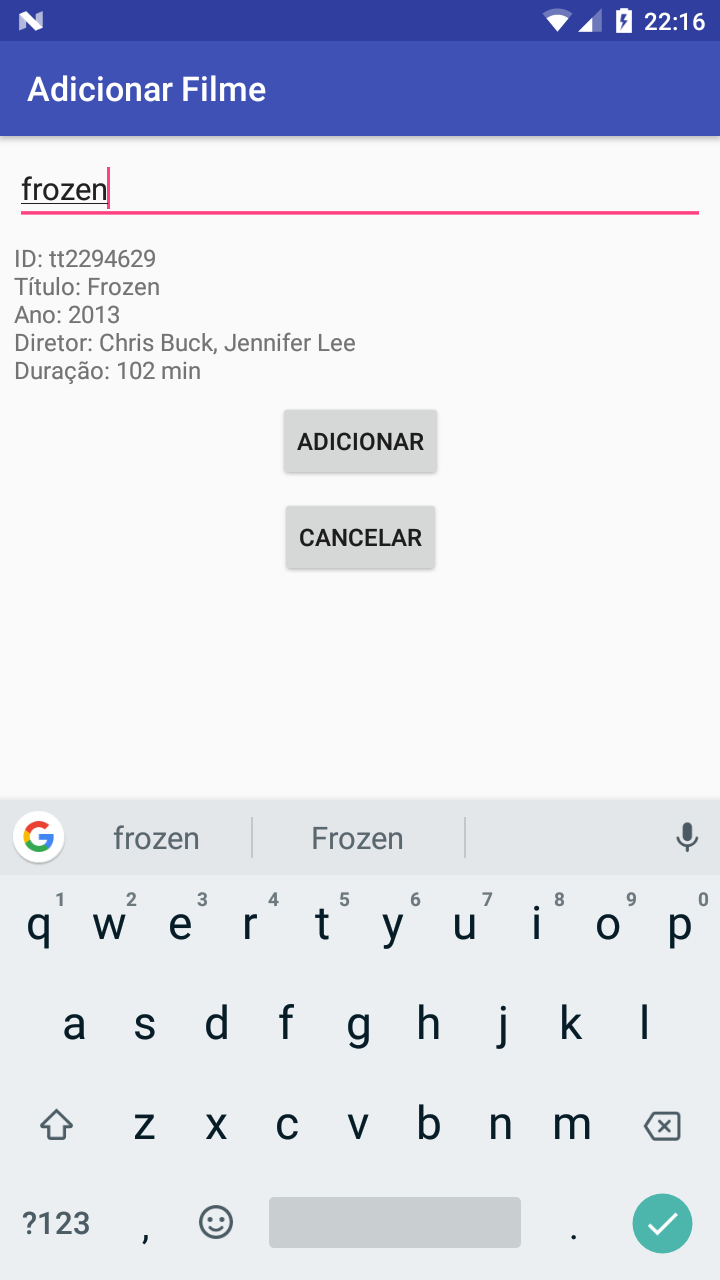 22:16
Adicionar Filme
frozen
ID: tt2294629
Título: Frozen
Ano: 2013
Diretor: Chris Buck, Jennifer Lee
Duração: 102 min
ADICIONAR
CANCELAR
frozen Frozen
1 2 3 4 5 6 7 8 9 0
q w e r t y u i o p
a s d f g h j k l
z x c v b n m
?123 , .